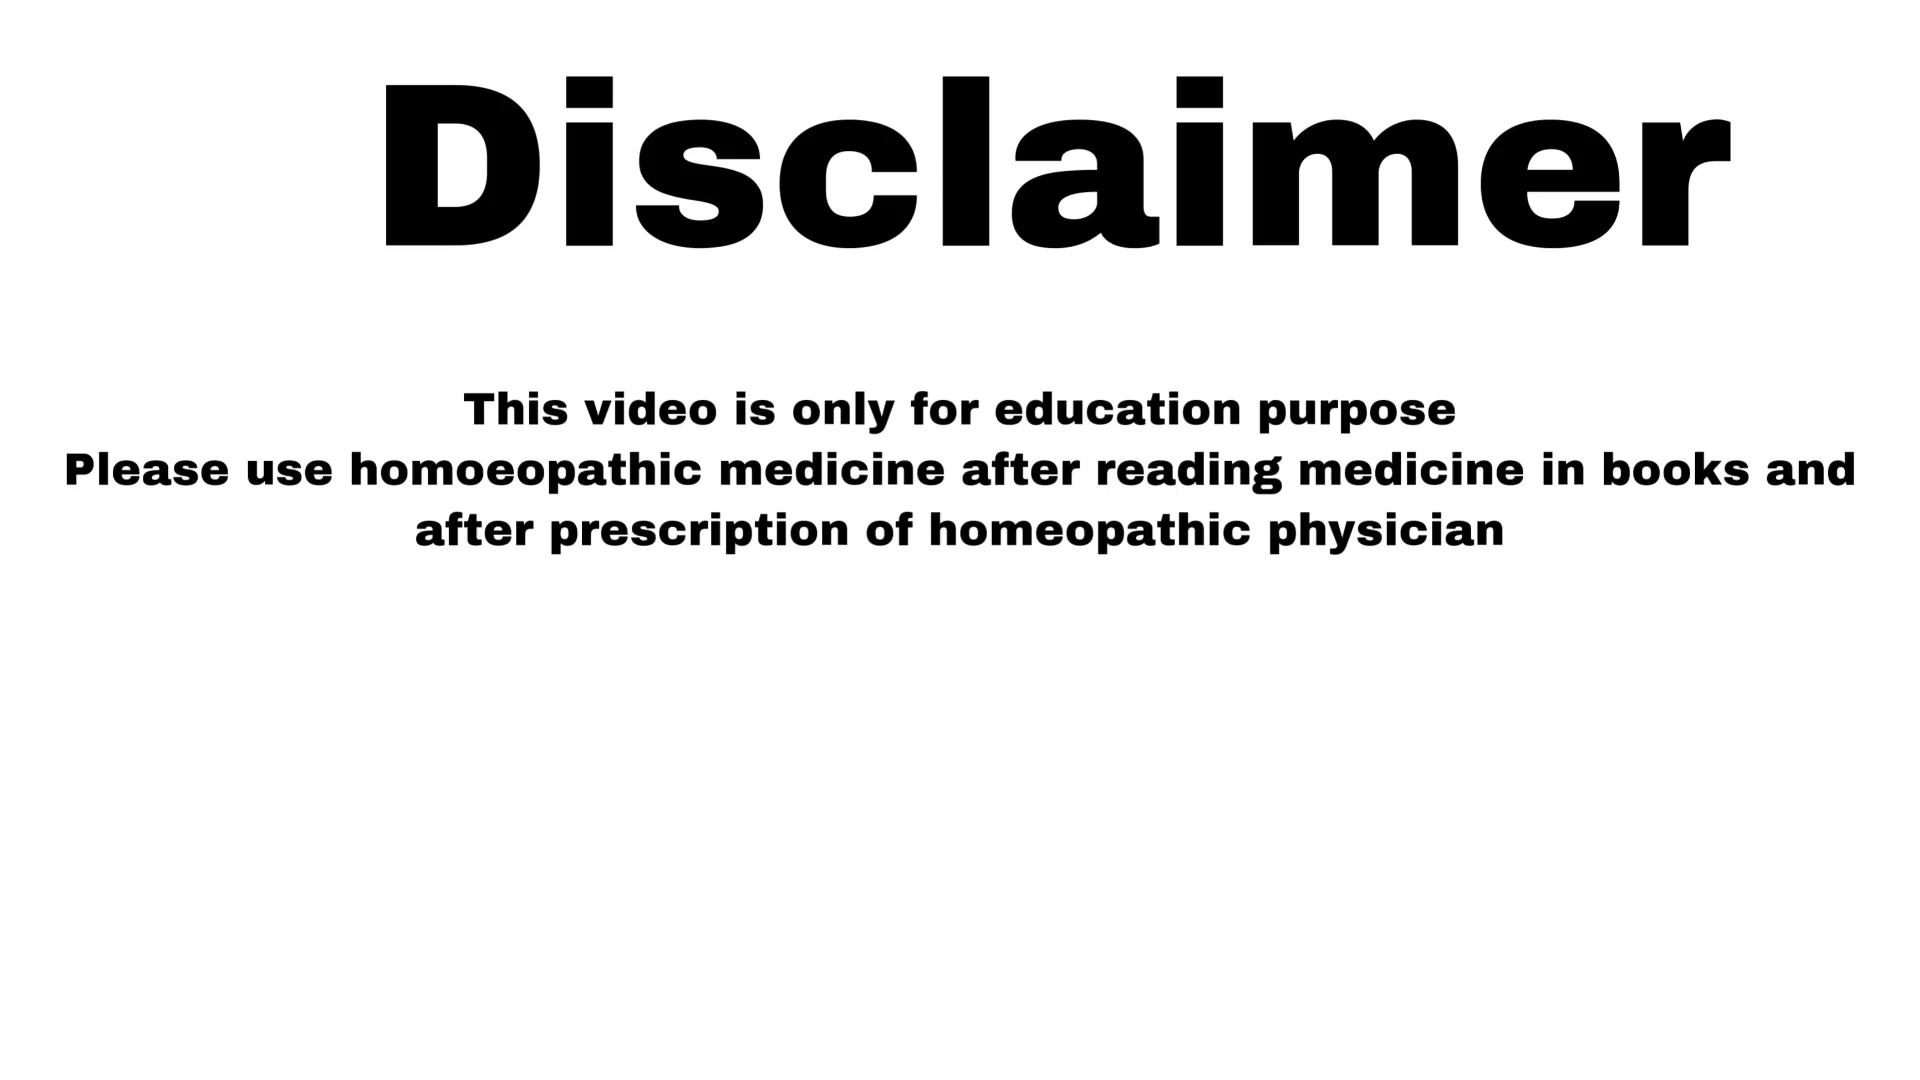 Disclaimer
This video is only for education purpose
Please use homoeopathic medicine after reading medicine in books and
after prescription of homeopathic physician